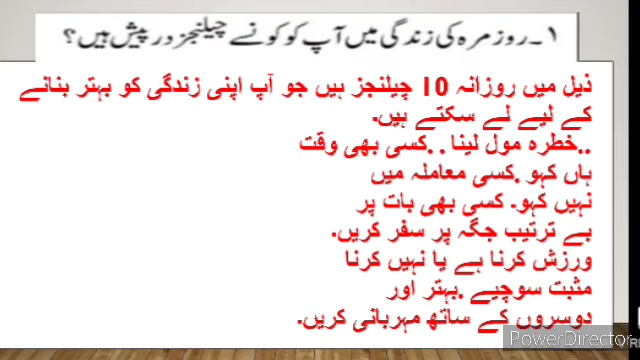 ۱۔ روز مرہ کی زندگی میں آپ کو کونسے چیلنجز درپیش ہیں؟
ذیل میں روزانہ 10 چیلنجز ہیں جو آپ اپنی زندگی کو بہتر بنانے
کے لیے لے سکتے ہیں۔
..خطرہ مول لینا . .کسی بھی وقت
ہاں کہو .کسی معاملہ میں
نہیں کہو۔ کسی بھی بات پر
بے ترتیب جگہ پر سفر کریں.
ورزش کرنا ہے یا نہیں کرنا
مثبت سوچیے .بہتر اور
دوسروں کے ساتھ مہربانی کریں.
PowerDirector